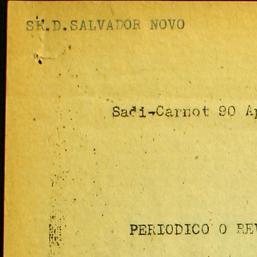 SR.D.SALVADOR NOVO
Sadi-Carnot 90
PERIODICO O